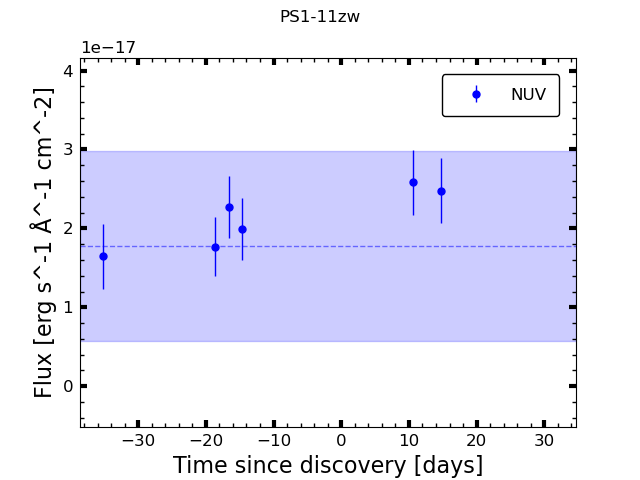 PS1-11zw
1e−17
4
3
2
1
0
Flux [erg s^-1 Å^-1 cm^-2]
NUV
−30 −20 −10 0 10 20 30
Time since discovery [days]